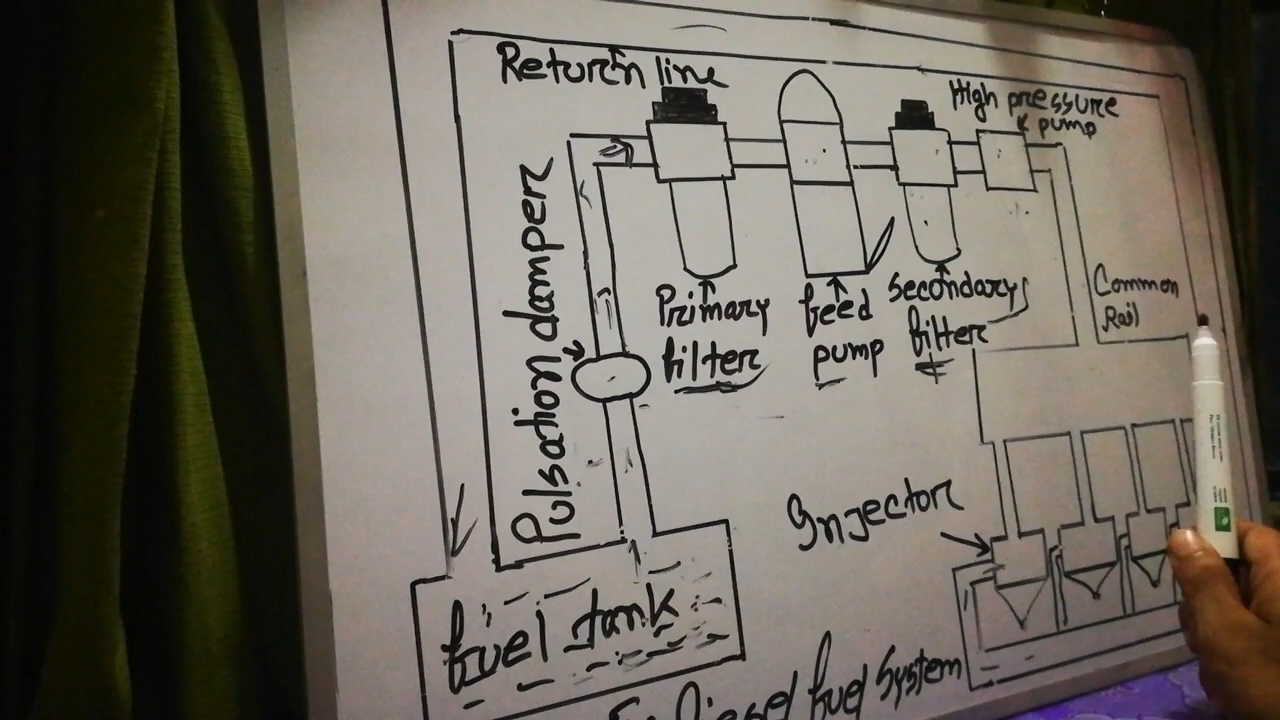 Return line
High pressure
pump
Pulsation damper
Primary
filter
feed
pump
Secondary
filter
Common
Rail
Injector
fuel tank
Diesel fuel System